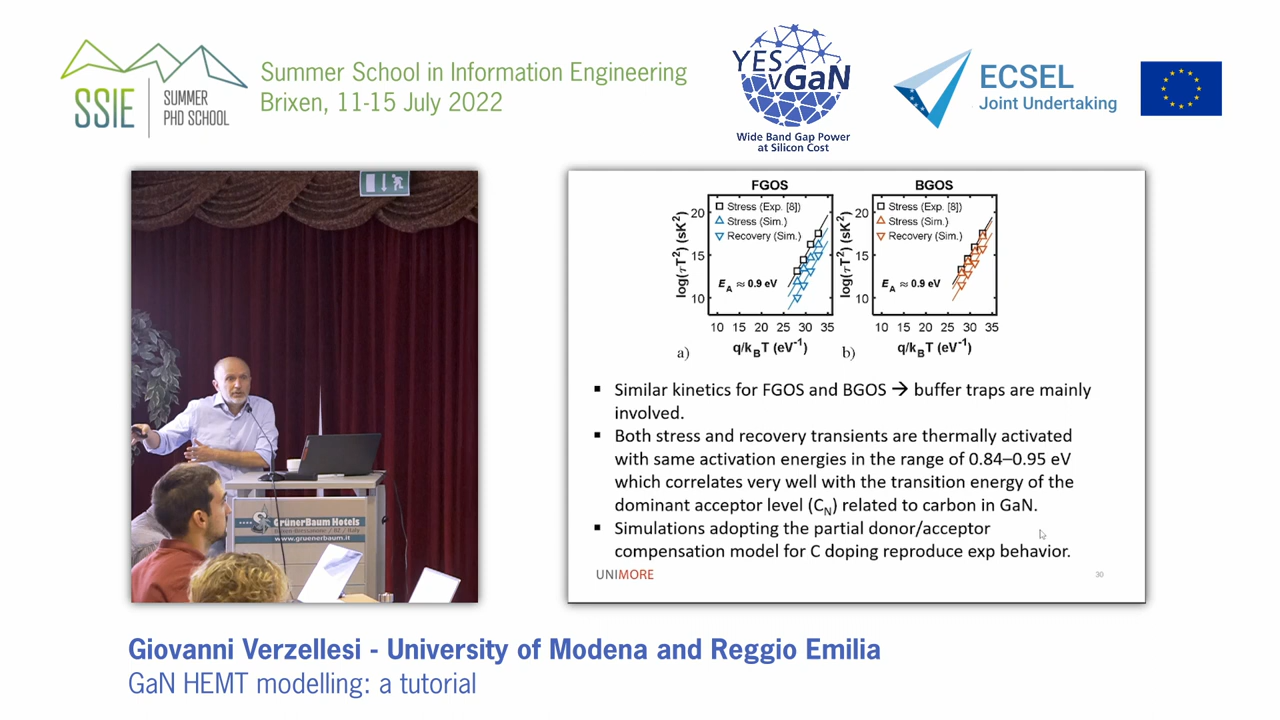 SSIE
SUMMER
PHD SCHOOL
Summer School in Information Engineering
Brixen, 11-15 July 2022
YES
vGaN
Wide Band Gap Power
at Silicon Cost
ECSEL
Joint Undertaking
GrünerBaum Hotels
www.gruenerbaum.it
FGOS
Stress (Exp. [8])
Stress (Sim.)
Recovery (Sim.)
E_A ≈ 0.9 eV
log(τT²) (sK²)
20
15
10
10 15 20 25 30 35
q/k_BT (eV⁻¹)
a)
BGOS
Stress (Exp. [8])
Stress (Sim.)
Recovery (Sim.)
E_A ≈ 0.9 eV
log(τT²) (sK²)
20
15
10
10 15 20 25 30 35
q/k_BT (eV⁻¹)
b)
▪ Similar kinetics for FGOS and BGOS → buffer traps are mainly
involved.
▪ Both stress and recovery transients are thermally activated
with same activation energies in the range of 0.84–0.95 eV
which correlates very well with the transition energy of the
dominant acceptor level (C_N) related to carbon in GaN.
▪ Simulations adopting the partial donor/acceptor
compensation model for C doping reproduce exp behavior.
UNIMORE
30
Giovanni Verzellesi - University of Modena and Reggio Emilia
GaN HEMT modelling: a tutorial